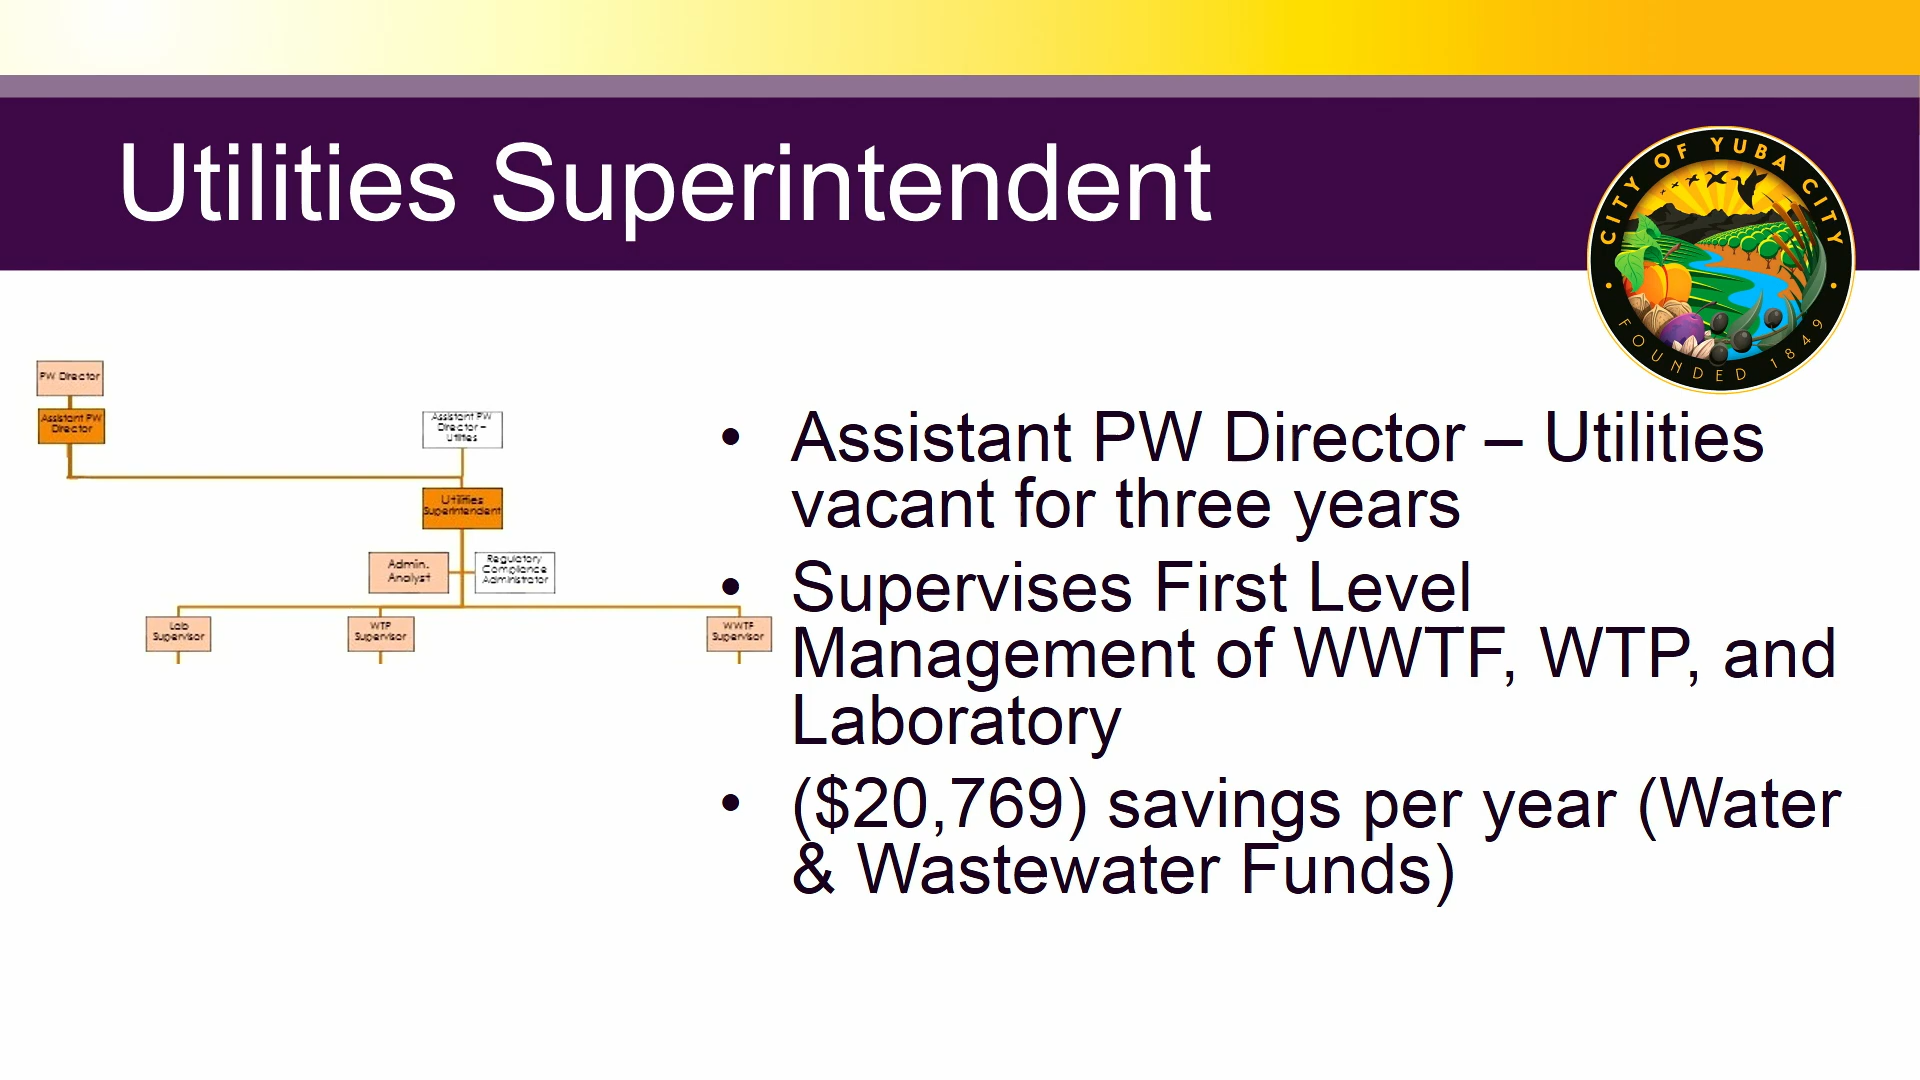 Utilities Superintendent
CITY OF YUBA CITY
FOUNDED 1849
PW Director
Assistant PW
Director
Assistant PW
Director –
Utilities
Utilities
Superintendent
Admin.
Analyst
Regulatory
Compliance
Administrator
Lab
Supervisor
WTP
Supervisor
WWTF
Supervisor
• Assistant PW Director – Utilities
vacant for three years
• Supervises First Level
Management of WWTF, WTP, and
Laboratory
• ($20,769) savings per year (Water
& Wastewater Funds)